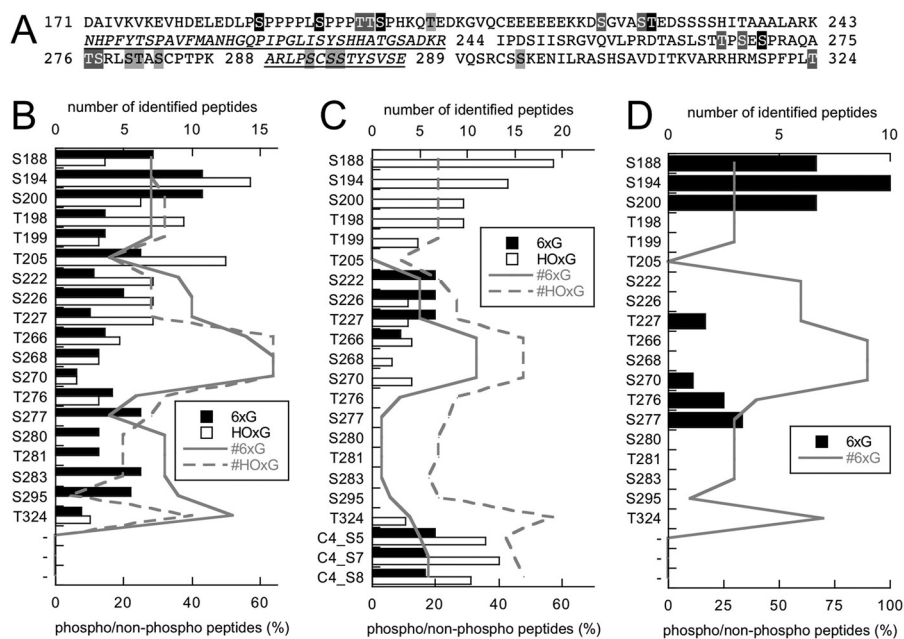 A
171 DAIVKVKEVHDELEDLPSPPPPLSPPPTTSPHKQTEDKGVQCEEEEEEKKDSGVASTEDSSSSHITAAALARK 243
NHPFYTSPAVFMANHGQPIPGLISYSHHATGSADKR 244 IPDSIISRGVQVLPRDTASLSTTPSESPRAQA 275
276 TSSRLSTASCPTPK 288 ARLPSCSSTYSVSE 289 VQSRCSSKENILRASHSAVDITKVARRHRMSPFPLT 324
B
number of identified peptides
0 5 10 15
S188
S194
S200
T198
T199
T205
S222
S226
T227
T266
S268
S270
T276
S277
S280
T281
S283
S295
T324
-
-
-
6xG
HOxG
#6xG
#HOxG
0 20 40 60
phospho/non-phospho peptides (%)
C
number of identified peptides
0 5 10 15 20
S188
S194
S200
T198
T199
T205
S222
S226
T227
T266
S268
S270
T276
S277
S280
T281
S283
S295
T324
C4_S5
C4_S7
C4_S8
6xG
HOxG
#6xG
#HOxG
0 20 40 60
phospho/non-phospho peptides (%)
D
number of identified peptides
0 5 10
S188
S194
S200
T198
T199
T205
S222
S226
T227
T266
S268
S270
T276
S277
S280
T281
S283
S295
T324
-
-
-
6xG
#6xG
0 25 50 75 100
phospho/non-phospho peptides (%)